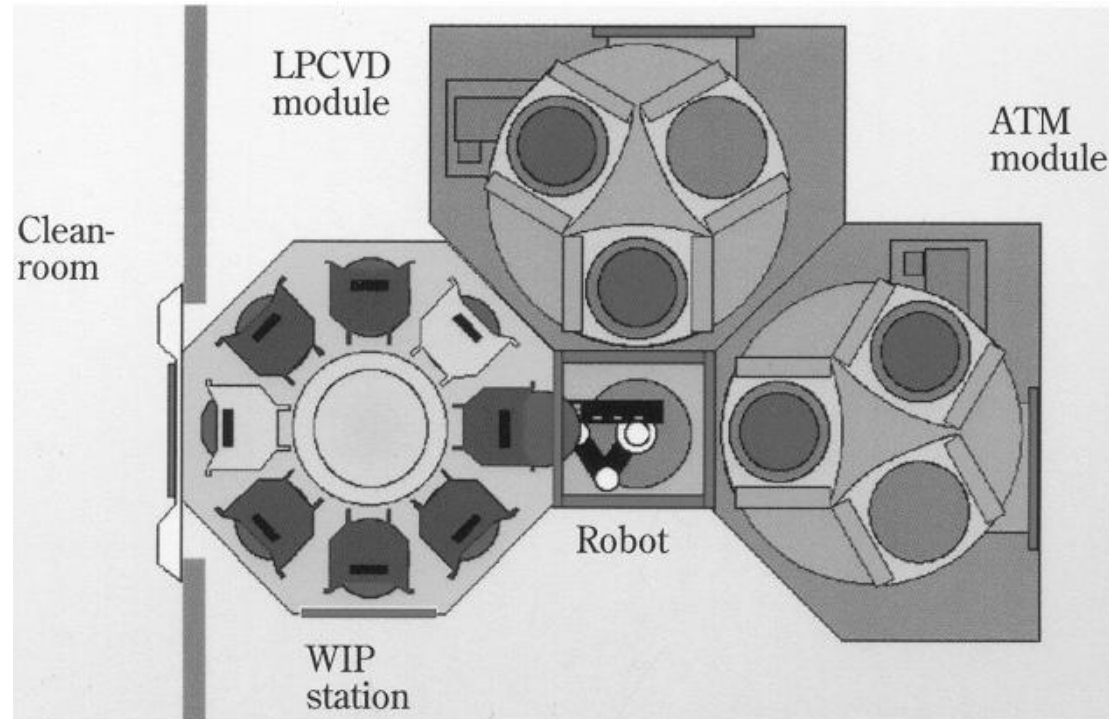 LPCVD
module
ATM
module
Clean-
room
Robot
WIP
station